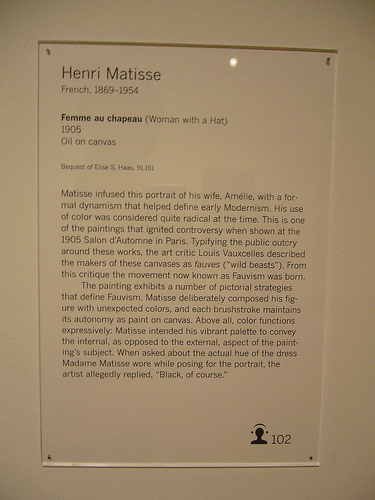 Henri Matisse
French, 1869–1954
Femme au chapeau (Woman with a Hat)
1905
Oil on canvas
Bequest of Elise S. Haas, 91.161
Matisse infused this portrait of his wife, Amélie, with a for-
mal dynamism that helped define early Modernism. His use
of color was considered quite radical at the time. This is one
of the paintings that ignited controversy when shown at the
1905 Salon d'Automne in Paris. Typifying the public outcry
around these works, the art critic Louis Vauxcelles described
the makers of these canvases as fauves ("wild beasts"). From
this critique the movement now known as Fauvism was born.
The painting exhibits a number of pictorial strategies
that define Fauvism. Matisse deliberately composed his fig-
ure with unexpected colors, and each brushstroke maintains
its autonomy as paint on canvas. Above all, color functions
expressively: Matisse intended his vibrant palette to convey
the internal, as opposed to the external, aspect of the paint-
ing's subject. When asked about the actual hue of the dress
Madame Matisse wore while posing for the portrait, the
artist allegedly replied, "Black, of course."
102